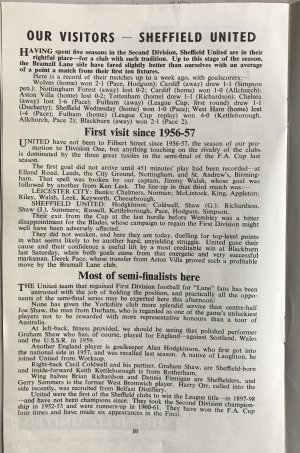 OUR VISITORS — SHEFFIELD UNITED
HAVING spent five seasons in the Second Division, Sheffield United are in their
rightful place—for a club with such tradition. Up to this stage of the season,
the Bramall Lane side have fared slightly better than ourselves with an average
of a point a match from their first ten fixtures.
Here is a round of their matches up to a week ago, with goalscorers:—
Wolves (home) won 2-1 (Pace, Hodgson); Cardiff (away) drew 1-1 (Simpson
pen.); Nottingham Forest (away) lost 0-2; Cardiff (home) won 1-0 (Allchurch);
Aston Villa (home) lost 0-2; Tottenham (home) drew 1-1 (Richardson); Chelsea
(away) lost 1-6 (Pace); Fulham (away) (League Cup, first round) drew 1-1
(Docherty); Sheffield Wednesday (home) won 1-0 (Pace); West Ham (home) lost
1-4 (Pace); Fulham (home) (League Cup replay) won 4-0 (Kettleborough,
Allchurch, Pace 2); Blackburn (away) won 2-1 (Pace 2).
First visit since 1956-57
UNITED have not been to Filbert Street since 1956-57, the season of our pro-
motion to Division One, but anything touching on the rivalry of the clubs
is dominated by the three great tussles in the semi-final of the F.A. Cup last
season.
The first goal did not arrive until 431 minutes' play had been recorded—at
Elland Road, Leeds, the City Ground, Nottingham, and St. Andrew's, Birming-
ham. That spell was broken by our captain, Jimmy Walsh, whose goal was
followed by another from Ken Leek. The line-up in that third match was:—
LEICESTER CITY: Banks; Chalmers, Norman; McLintock, King, Appleton;
Riley, Walsh, Leek, Keyworth, Cheesebrough.
SHEFFIELD UNITED: Hodgkinson; Coldwell, Shaw (G.); Richardson,
Shaw (J.), Summers; Russell, Kettleborough, Pace, Hodgson, Simpson.
Their exit from the Cup at the last hurdle before Wembley was a bitter
disappointment for the Blades, whose campaign to regain the First Division might
well have been adversely affected.
They did not weaken, and here they are today, duelling for top-level points
in what seems likely to be another hard, unyielding struggle. United gave their
cause and their confidence a useful lift by a most creditable win at Blackburn
last Saturday, when both goals came from that energetic and very successful
marksman, Derek Pace, whose transfer from Aston Villa proved such a profitable
move by the Bramall Lane club.
Most of semi-finalists here
THE United team that regained First Division football for "Lane" fans has been
entrusted with the job of holding the position, and practically all the oppo-
nents of the semi-final series may be expected here this afternoon.
None has given the Yorkshire club more splendid service than centre-half
Joe Shaw, the man from Durham, who is regarded as one of the unluckiest
players not to be rewarded with more representative honours than a tour of
Australia.
At left-back, fitness provided, we should be seeing that polished performer
Graham Shaw who has, of course, played for England—against Scotland, Wales
and the U.S.S.R. in 1959.
Another England player is goalkeeper Alan Hodgkinson, who first got into
the national side in 1957, and was recalled last season. A native of Laughton, he
joined United from Worksop.
Right-back Cecil Coldwell and his partner, Graham Shaw, are Sheffield-born
and inside-forward Keith Kettleborough is from Rotherham.
Wing halves Brian Richardson and Dennis Finnigan are Sheffielders, and
Gerry Summers is the former West Bromwich player. Harry Orr, called into the
side recently, was recruited from Belfast Distillery.
United were the first of the Sheffield clubs to win the League title—in 1897-98
—and have not been champions since. They took the Second Division champion-
ship in 1952-53 and were runners-up in 1960-61. They have won the F.A. Cup
four times and have made six appearances in the Final.